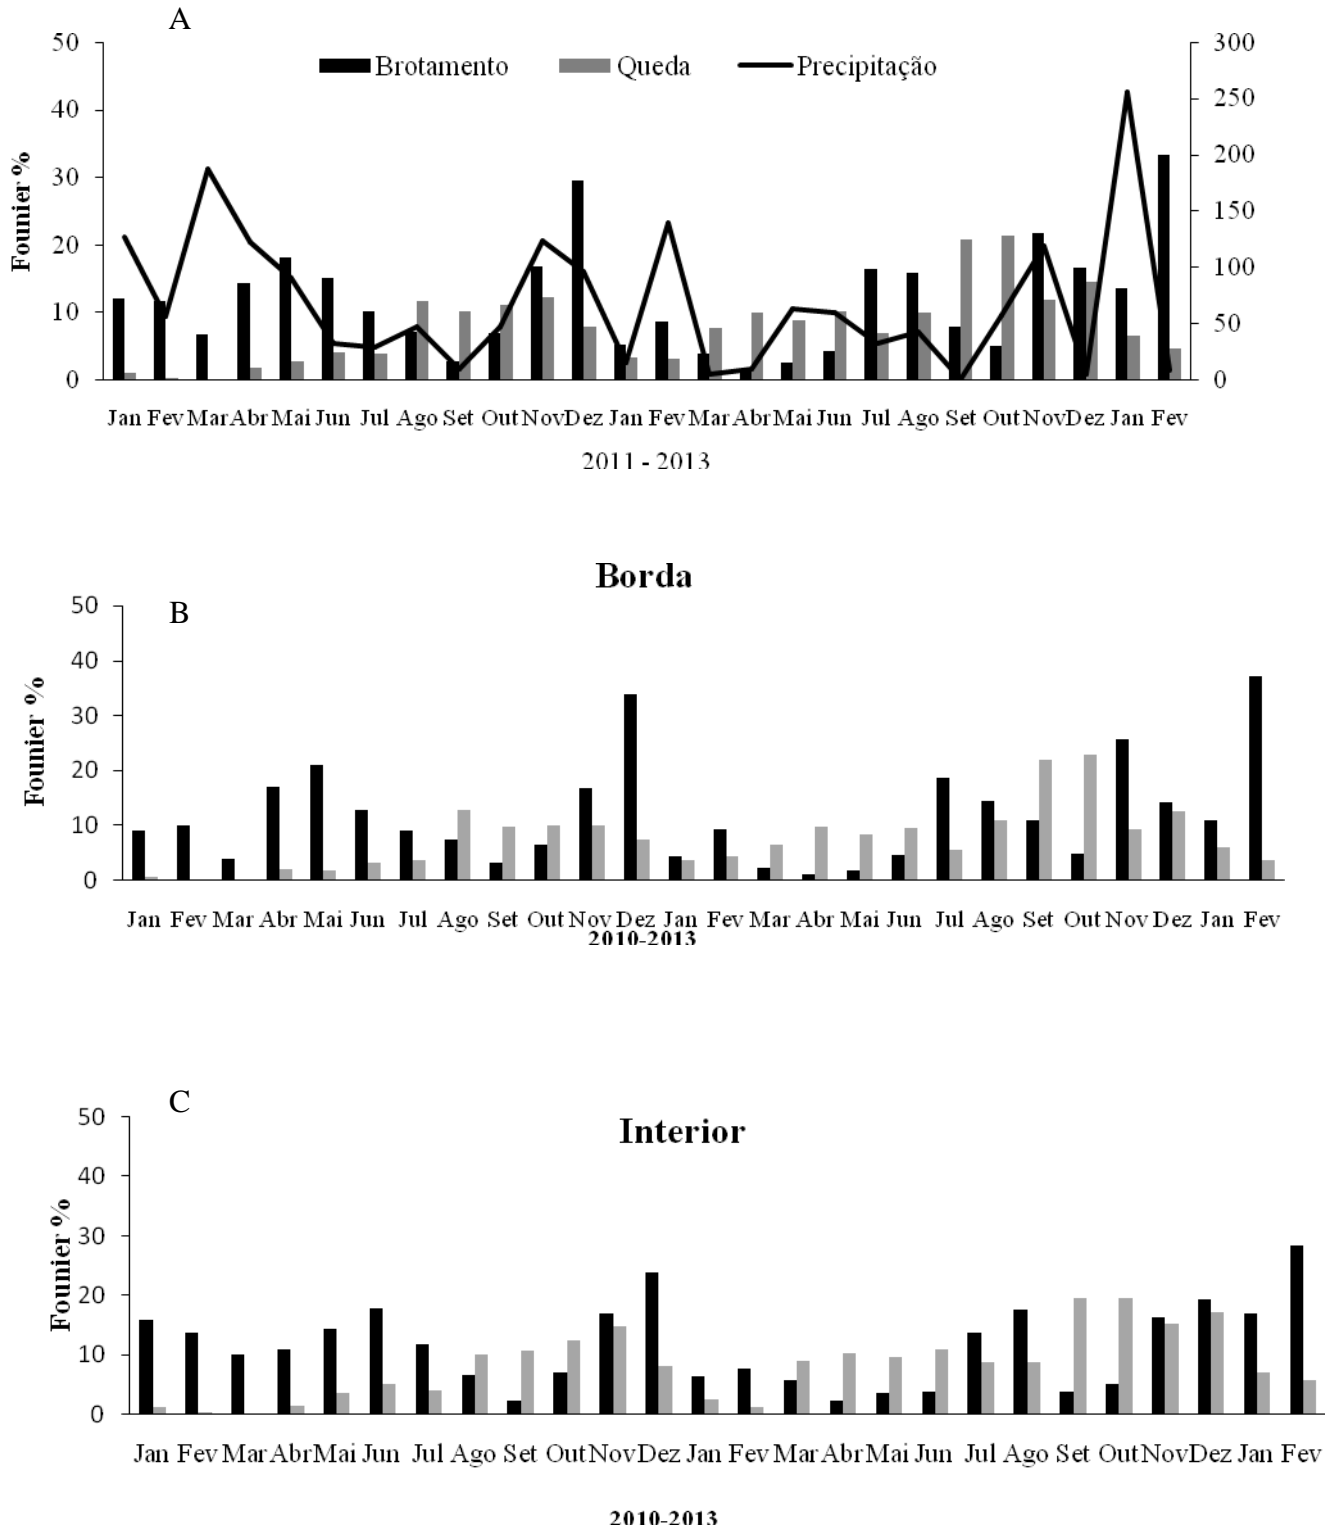 A
50 300
Brotamento Queda Precipitação
250
40
200
30
150
20
100
10
50
0 0
Founier %
Jan Fev Mar Abr Mai Jun Jul Ago Set Out Nov Dez Jan Fev Mar Abr Mai Jun Jul Ago Set Out Nov Dez Jan Fev
2011 - 2013
Borda
B
50
40
30
20
10
0
Founier %
Jan Fev Mar Abr Mai Jun Jul Ago Set Out Nov Dez Jan Fev Mar Abr Mai Jun Jul Ago Set Out Nov Dez Jan Fev
2010-2013
C
Interior
50
40
30
20
10
0
Founier %
Jan Fev Mar Abr Mai Jun Jul Ago Set Out Nov Dez Jan Fev Mar Abr Mai Jun Jul Ago Set Out Nov Dez Jan Fev
2010-2013